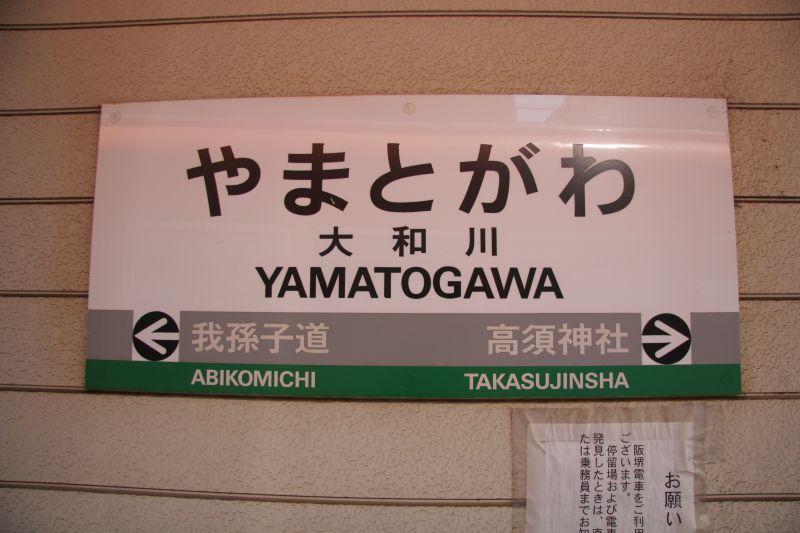 やまとがわ
大和川
YAMATOGAWA
我孫子道 高須神社
ABIKOMICHI TAKASUJINSHA
お願い
阪堺電車をご利用
ございます。
停留場および電車
発見したときは、直
たは乗務員までお知